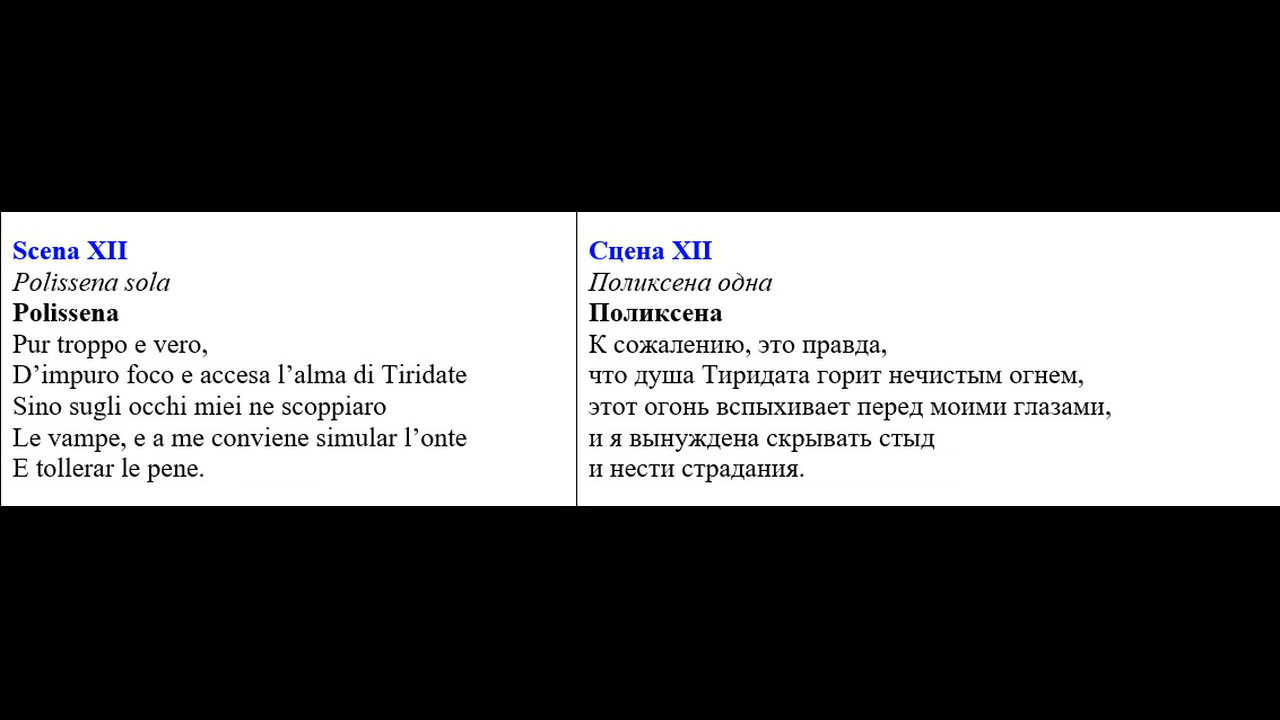 Scena XII
Polissena sola
Polissena
Pur troppo e vero,
D’impuro foco e accesa l’alma di Tiridate
Sino sugli occhi miei ne scoppiaro
Le vampe, e a me conviene simular l’onte
E tollerar le pene.
Сцена XII
Поликсена одна
Поликсена
К сожалению, это правда,
что душа Тиридата горит нечистым огнем,
этот огонь вспыхивает перед моими глазами,
и я вынуждена скрывать стыд
и нести страдания.